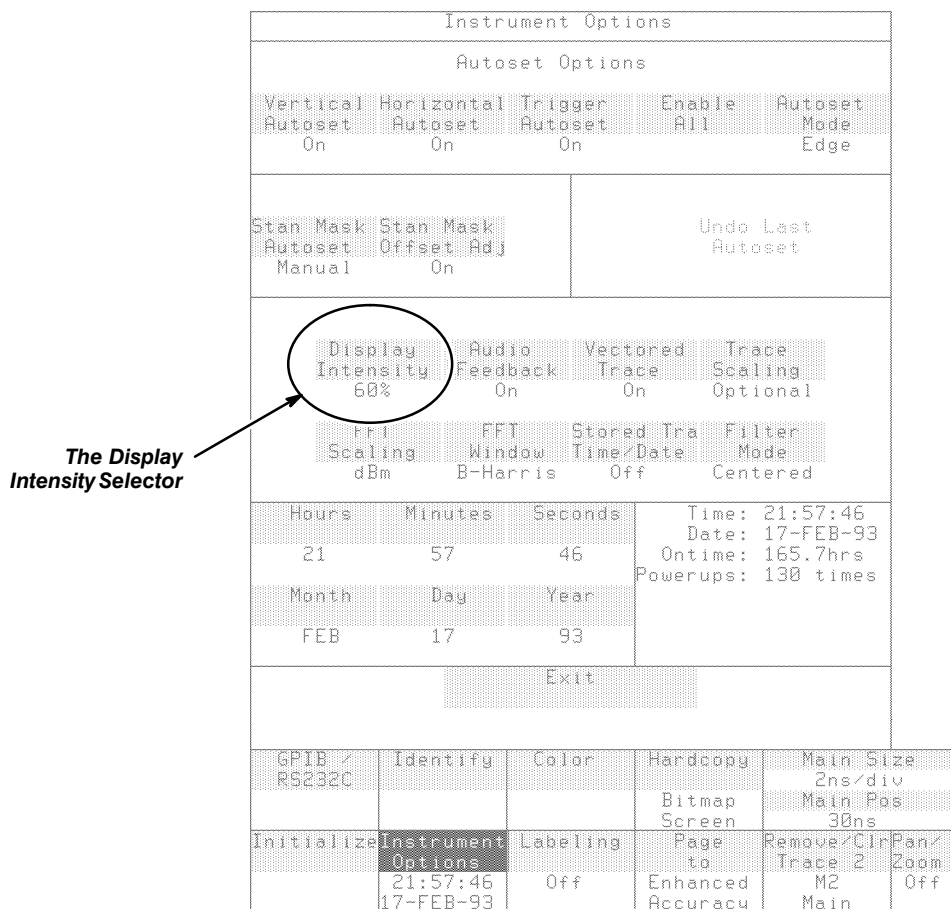 Instrument Options
Autoset Options
Vertical Horizontal Trigger Enable Autoset
Autoset Autoset Autoset All Mode
On On On Edge
Stan Mask Stan Mask Undo Last
Autoset Offset Adj Autoset
Manual On
Display Audio Vectored Trace
Intensity Feedback Trace Scaling
60% On On Optional
The Display
Intensity Selector
FFT FFT Stored Tra Filter
Scaling Window Time/Date Mode
dBm B-Harris Off Centered
Hours Minutes Seconds Time: 21:57:46
Date: 17-FEB-93
21 57 46 Ontime: 165.7hrs
Powerups: 130 times
Month Day Year
FEB 17 93
Exit
GPIB / Identify Color Hardcopy Main Size
RS232C 2ns/div
Bitmap Main Pos
Screen 30ns
Initialize Instrument Labeling Page Remove/Clr Pan/
Options to Trace 2 Zoom
21:57:46 Off Enhanced M2 Off
17-FEB-93 Accuracy Main